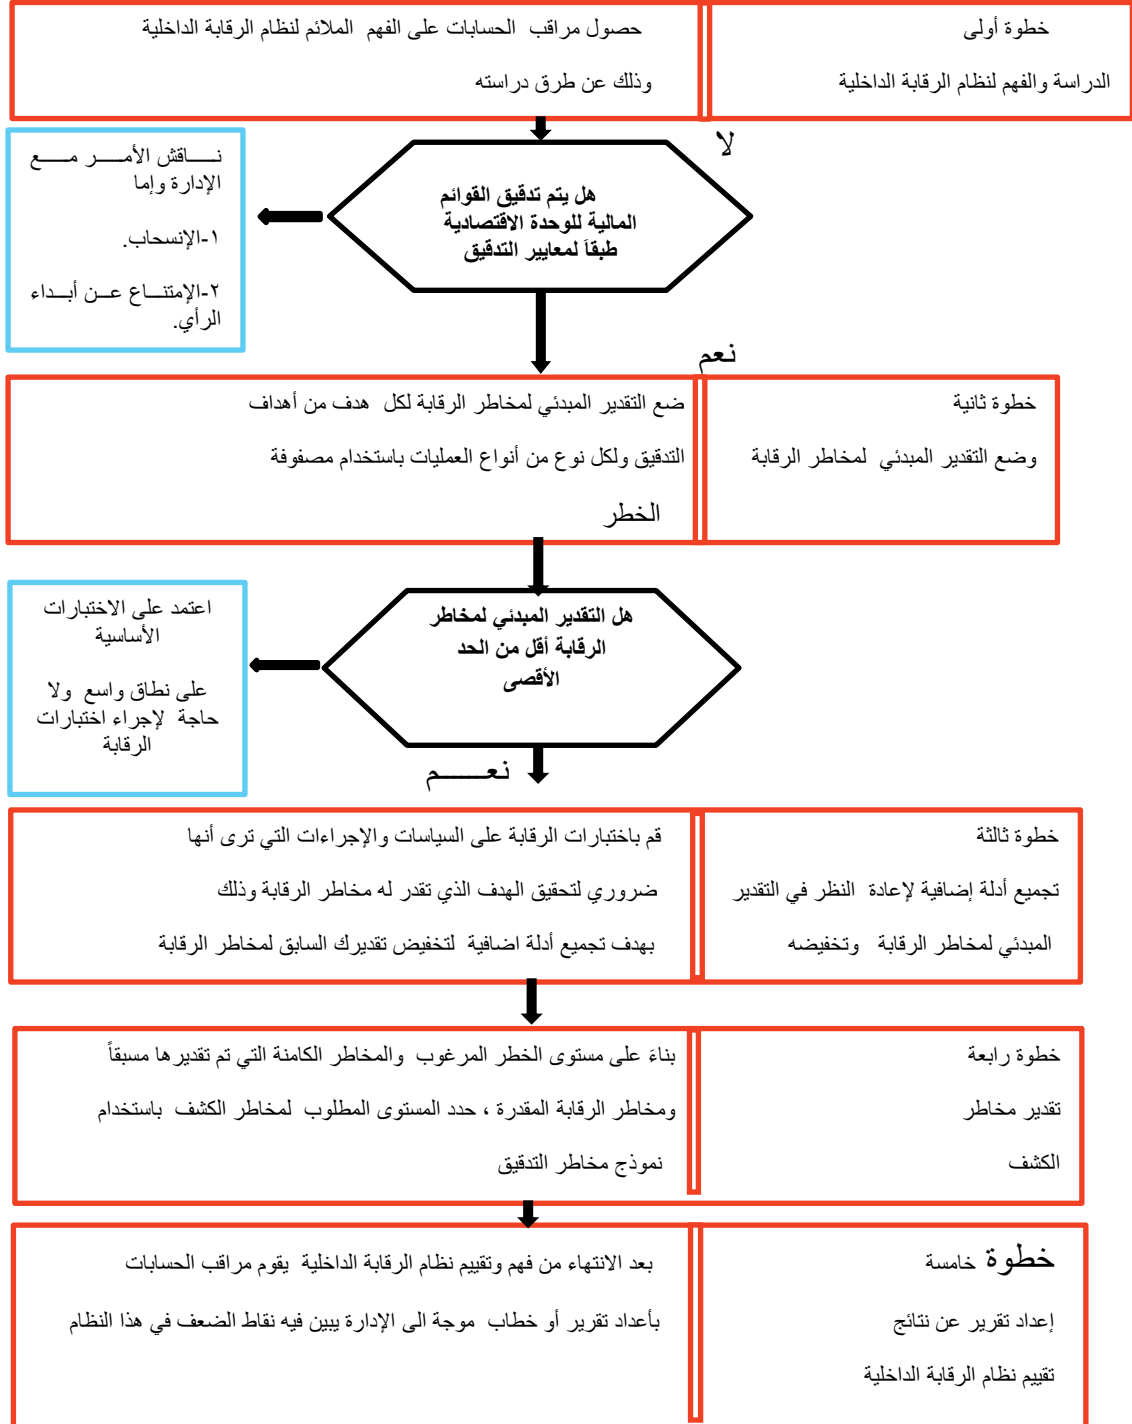 خطوة أولى
الدراسة والفهم لنظام الرقابة الداخلية
حصول مراقب الحسابات على الفهم الملائم لنظام الرقابة الداخلية
وذلك عن طرق دراسته
لا
هل يتم تدقيق القوائم
المالية للوحدة الاقتصادية
طبقاَ لمعايير التدقيق
نـــــاقش الأمـــــر مـــــع
الإدارة وإما
١-الإنسحاب.
٢-الإمتنـــاع عـــن أبـــداء
الرأي.
نعم
خطوة ثانية
وضع التقدير المبدئي لمخاطر الرقابة
ضع التقدير المبدئي لمخاطر الرقابة لكل هدف من أهداف
التدقيق ولكل نوع من أنواع العمليات باستخدام مصفوفة
الخطر
هل التقدير المبدئي لمخاطر
الرقابة أقل من الحد
الأقصى
اعتمد على الاختبارات
الأساسية
على نطاق واسع ولا
حاجة لإجراء اختبارات
الرقابة
نعـــــــم
خطوة ثالثة
تجميع أدلة إضافية لإعادة النظر في التقدير
المبدئي لمخاطر الرقابة وتخفيضه
قم باختبارات الرقابة على السياسات والإجراءات التي ترى أنها
ضروري لتحقيق الهدف الذي تقدر له مخاطر الرقابة وذلك
بهدف تجميع أدلة اضافية لتخفيض تقديرك السابق لمخاطر الرقابة
خطوة رابعة
تقدير مخاطر
الكشف
بناءَ على مستوى الخطر المرغوب والمخاطر الكامنة التي تم تقديرها مسبقاً
ومخاطر الرقابة المقدرة ، حدد المستوى المطلوب لمخاطر الكشف باستخدام
نموذج مخاطر التدقيق
خطوة خامسة
إعداد تقرير عن نتائج
تقييم نظام الرقابة الداخلية
بعد الانتهاء من فهم وتقييم نظام الرقابة الداخلية يقوم مراقب الحسابات
بأعداد تقرير أو خطاب موجة الى الإدارة يبين فيه نقاط الضعف في هذا النظام